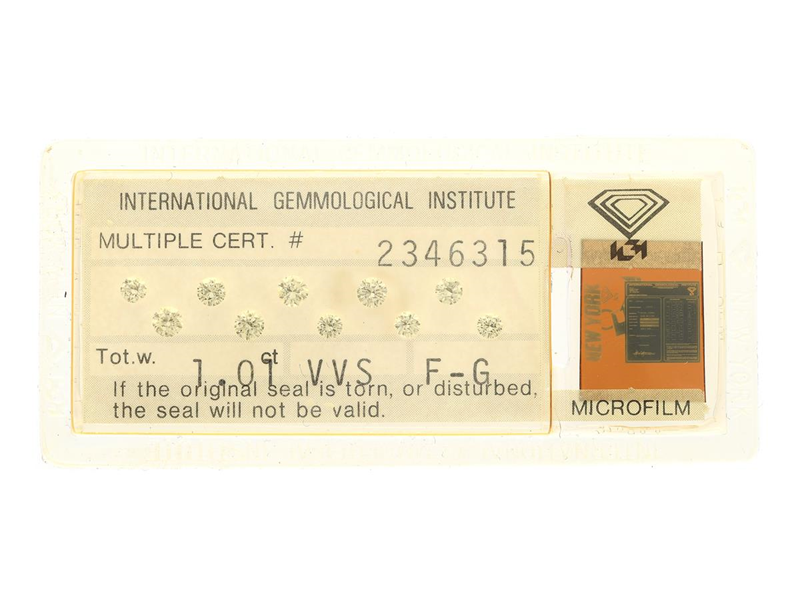 INTERNATIONAL GEMMOLOGICAL INSTITUTE
MULTIPLE CERT. # 2346315
Tot.w. 1.01 ct VVS F-G
If the original seal is torn, or disturbed,
the seal will not be valid.
NEW YORK
MICROFILM